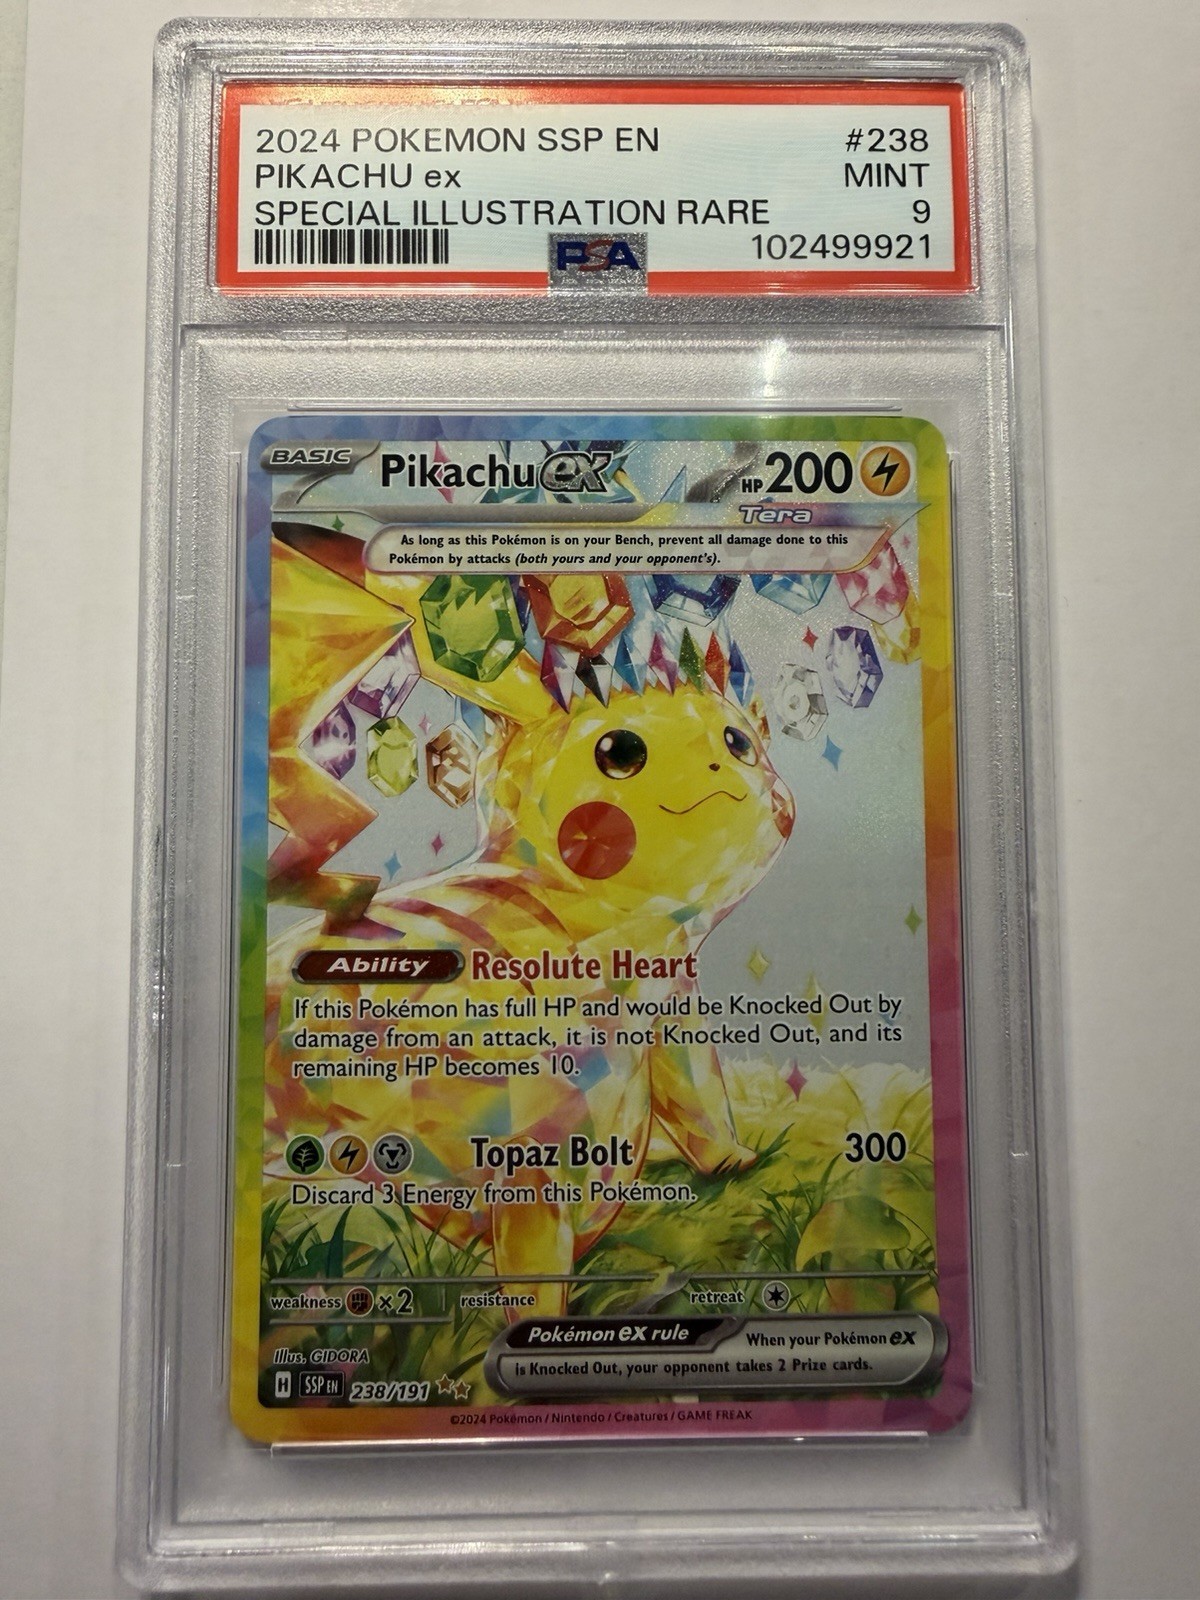 2024 POKEMON SSP EN #238
PIKACHU ex MINT
SPECIAL ILLUSTRATION RARE 9
PSA 102499921
BASIC Pikachu ex HP 200
Tera
As long as this Pokémon is on your Bench, prevent all damage done to this
Pokémon by attacks (both yours and your opponent's).
Ability Resolute Heart
If this Pokémon has full HP and would be Knocked Out by
damage from an attack, it is not Knocked Out, and its
remaining HP becomes 10.
Topaz Bolt 300
Discard 3 Energy from this Pokémon.
weakness ×2 resistance retreat
Pokémon ex rule When your Pokémon ex
is Knocked Out, your opponent takes 2 Prize cards.
Illus. GIDORA
H SSP EN 238/191
©2024 Pokémon / Nintendo / Creatures / GAME FREAK